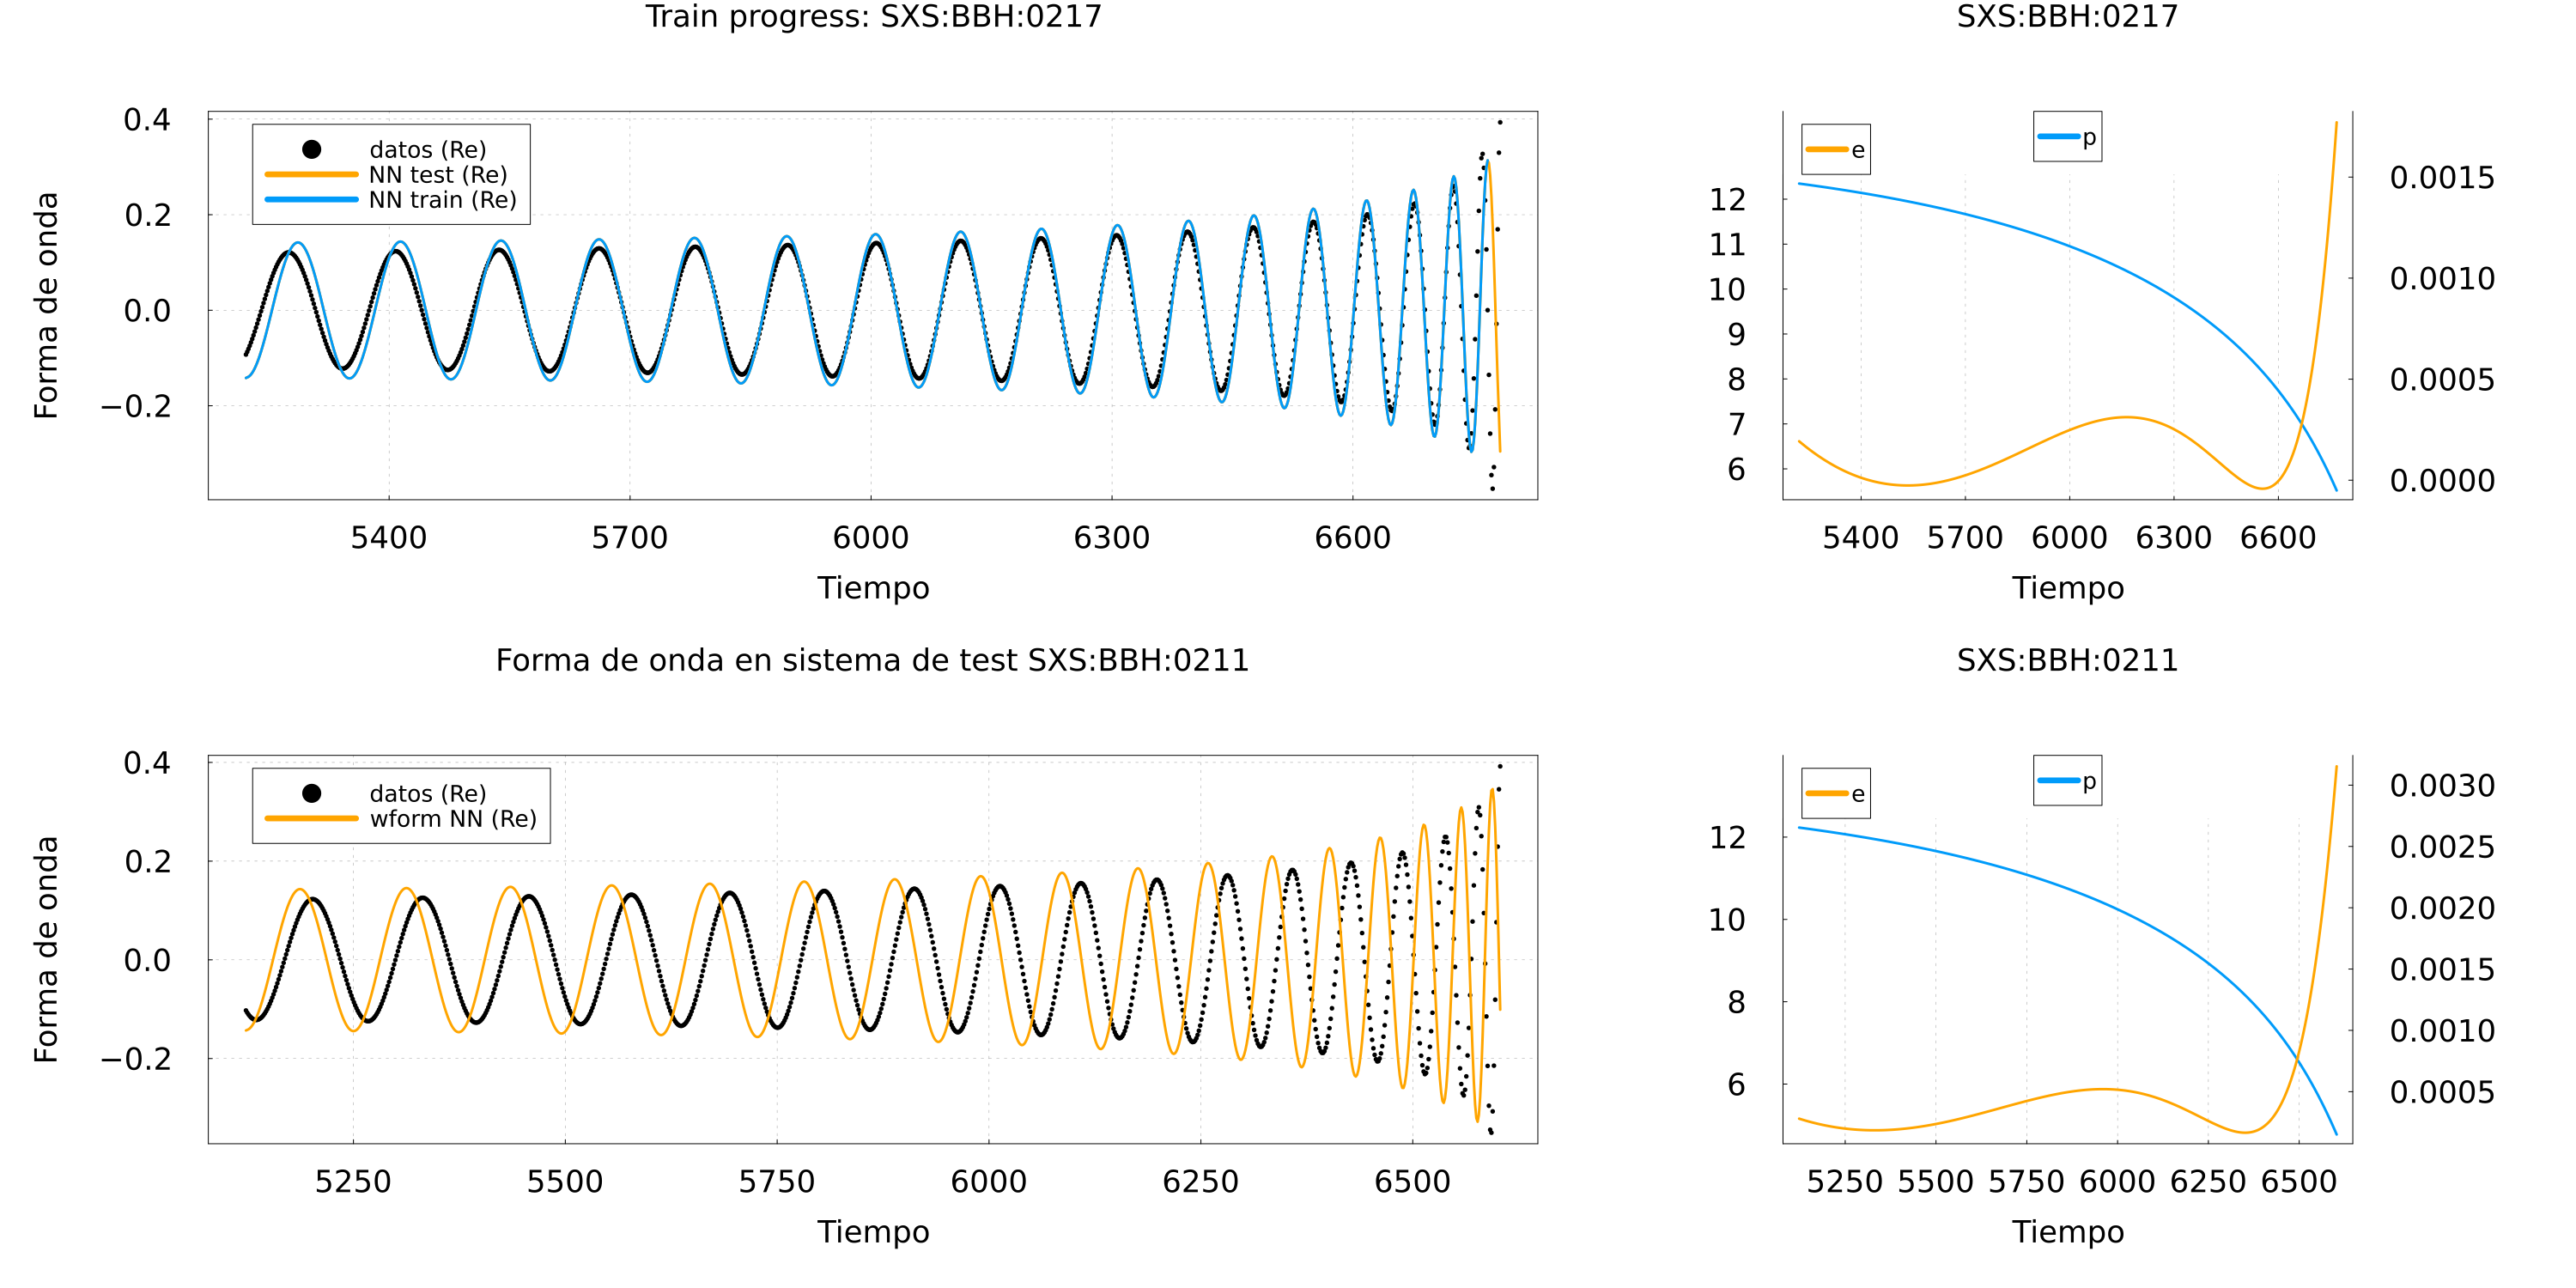 Train progress: SXS:BBH:0217
Forma de onda
0.4
0.2
0.0
−0.2
datos (Re)
NN test (Re)
NN train (Re)
5400 5700 6000 6300 6600
Tiempo
SXS:BBH:0217
12
11
10
9
8
7
6
e
p
0.0015
0.0010
0.0005
0.0000
5400 5700 6000 6300 6600
Tiempo
Forma de onda en sistema de test SXS:BBH:0211
Forma de onda
0.4
0.2
0.0
−0.2
datos (Re)
wform NN (Re)
5250 5500 5750 6000 6250 6500
Tiempo
SXS:BBH:0211
12
10
8
6
e
p
0.0030
0.0025
0.0020
0.0015
0.0010
0.0005
5250 5500 5750 6000 6250 6500
Tiempo